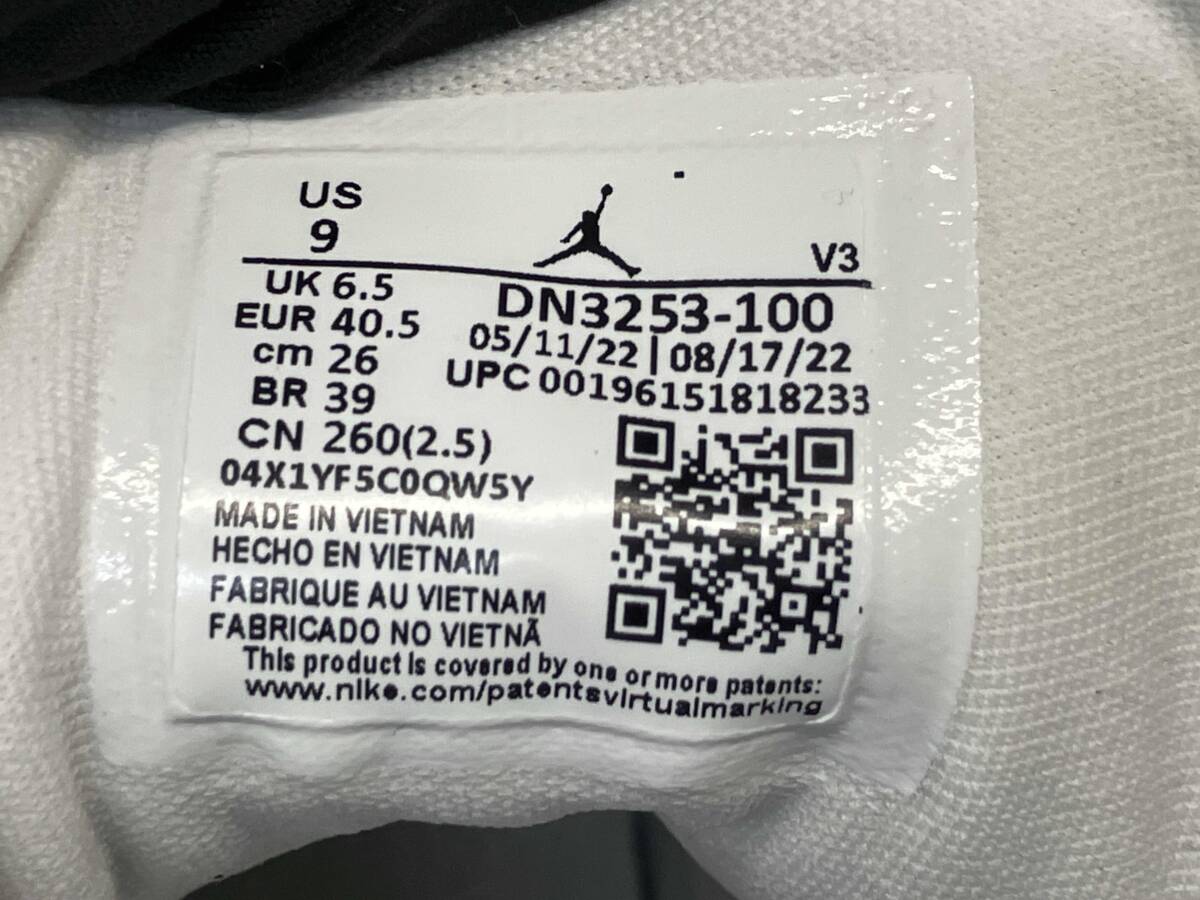 US
9
V3
UK 6.5
EUR 40.5
cm 26
BR 39
CN 260(2.5)
DN3253-100
05/11/22 | 08/17/22
UPC 00196151818233
04X1YF5C0QW5Y
MADE IN VIETNAM
HECHO EN VIETNAM
FABRIQUE AU VIETNAM
FABRICADO NO VIETNÃ
This product is covered by one or more patents:
www.nike.com/patentsvirtualmarking